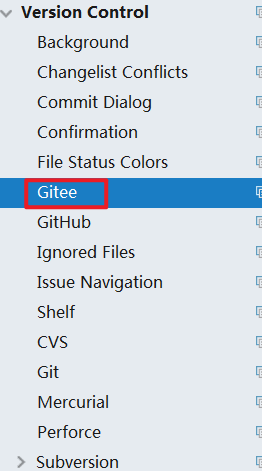 Version Control
Background
Changelist Conflicts
Commit Dialog
Confirmation
File Status Colors
Gitee
GitHub
Ignored Files
Issue Navigation
Shelf
CVS
Git
Mercurial
Perforce
Subversion